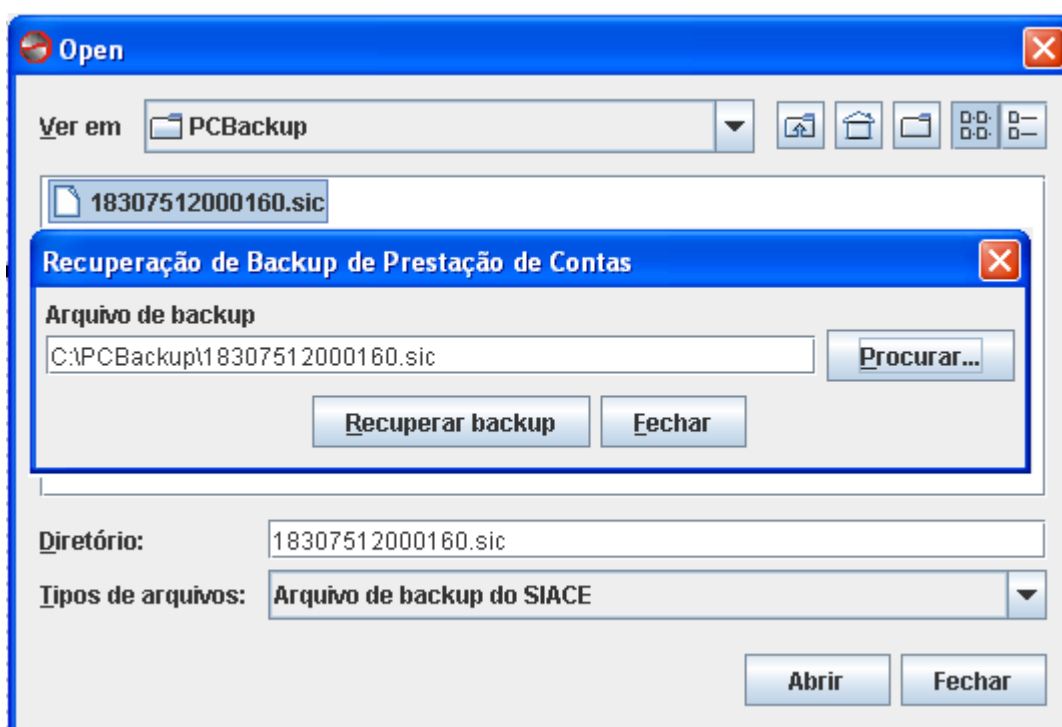 Open
Ver em PCBackup
18307512000160.sic
Recuperação de Backup de Prestação de Contas
Arquivo de backup
C:\PCBackup\18307512000160.sic Procurar...
Recuperar backup Fechar
Diretório: 18307512000160.sic
Tipos de arquivos: Arquivo de backup do SIACE
Abrir Fechar